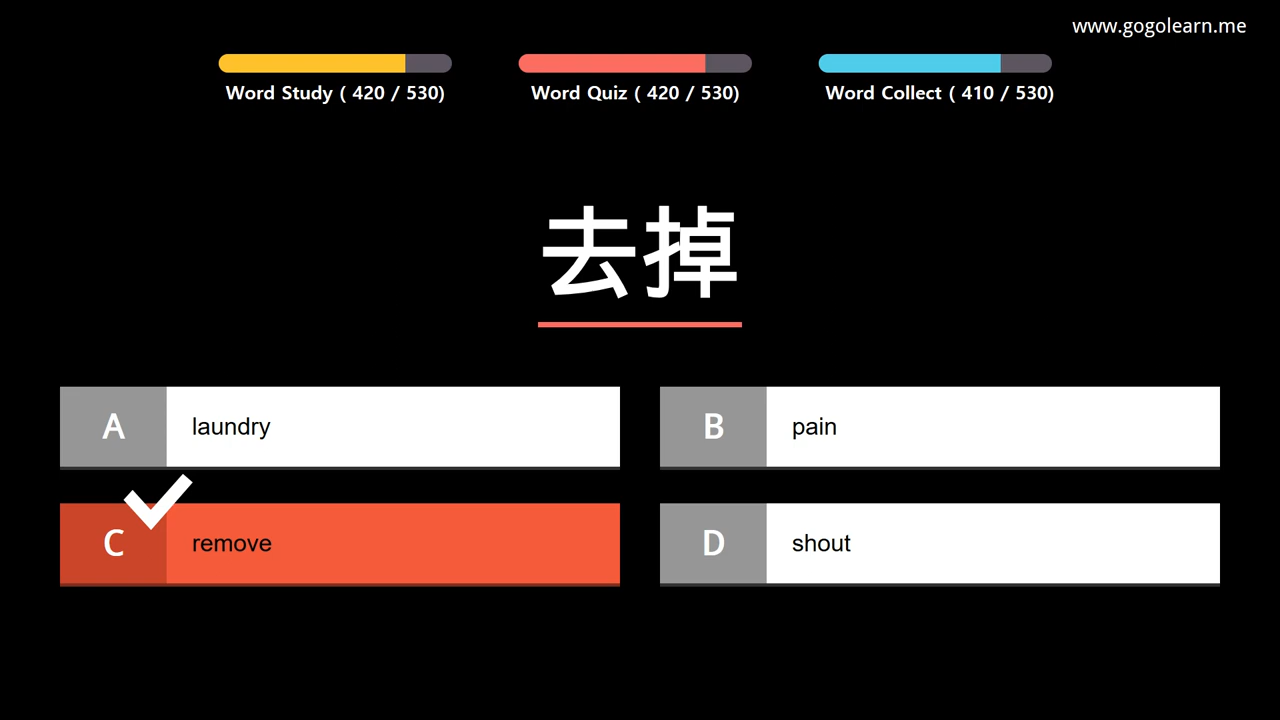 www.gogolearn.me
Word Study ( 420 / 530)
Word Quiz ( 420 / 530)
Word Collect ( 410 / 530)
去掉
A laundry
B pain
C remove
D shout